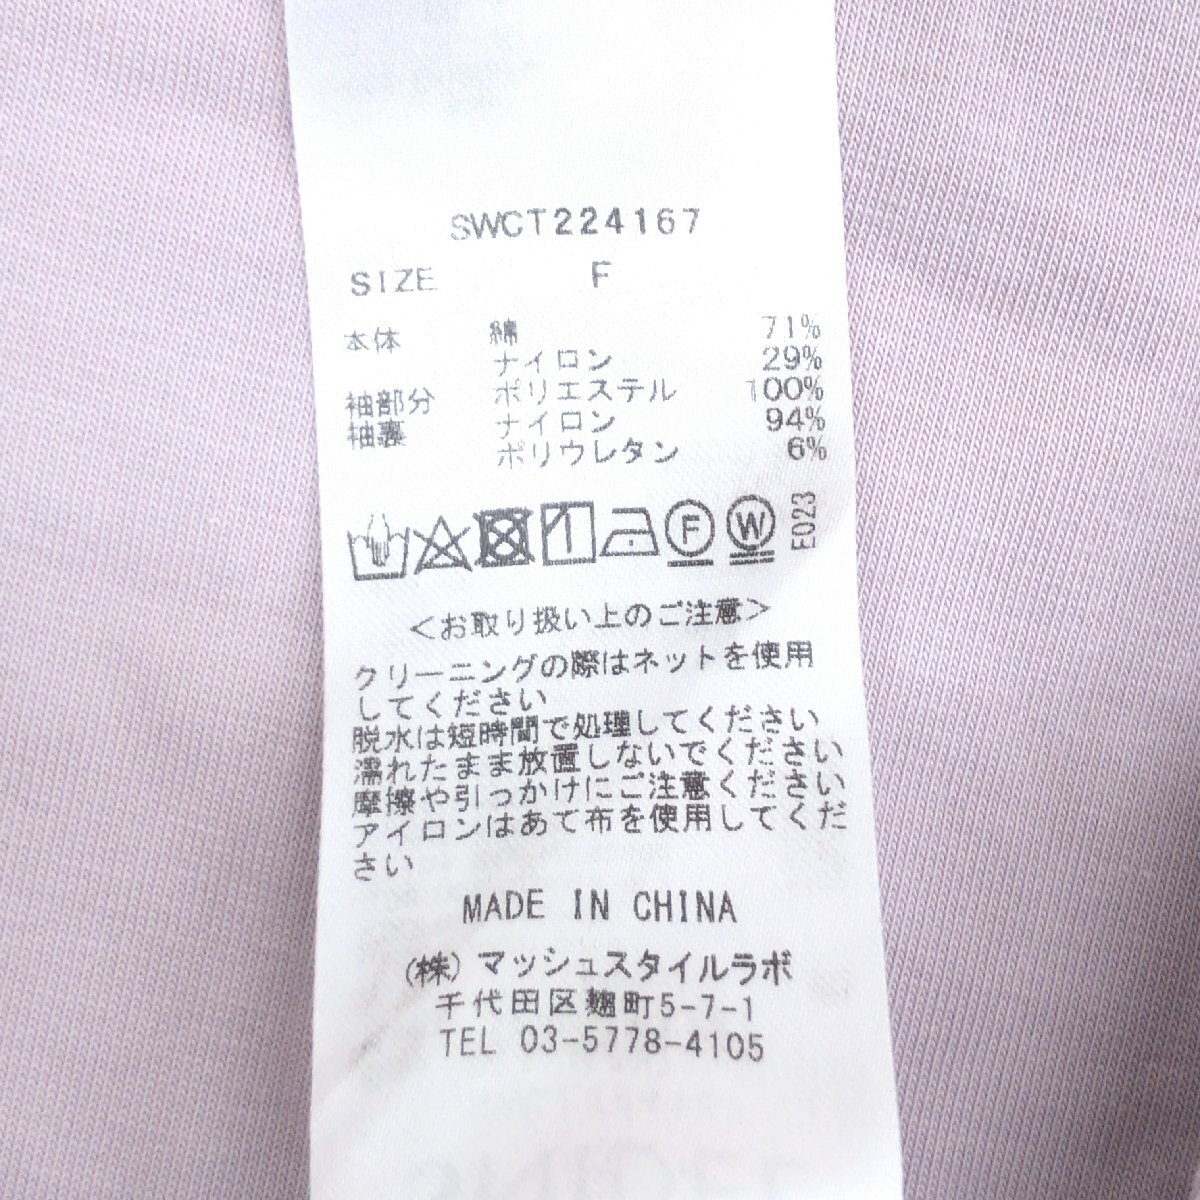 SWCT224167
SIZE F
本体 綿 71%
ナイロン 29%
袖部分 ポリエステル 100%
袖裏 ナイロン 94%
ポリウレタン 6%
F W E023
<お取り扱い上のご注意>
クリーニングの際はネットを使用
してください
脱水は短時間で処理してください
濡れたまま放置しないでください
摩擦や引っかけにご注意ください
アイロンはあて布を使用してくだ
さい
MADE IN CHINA
(株)マッシュスタイルラボ
千代田区麹町5-7-1
TEL 03-5778-4105